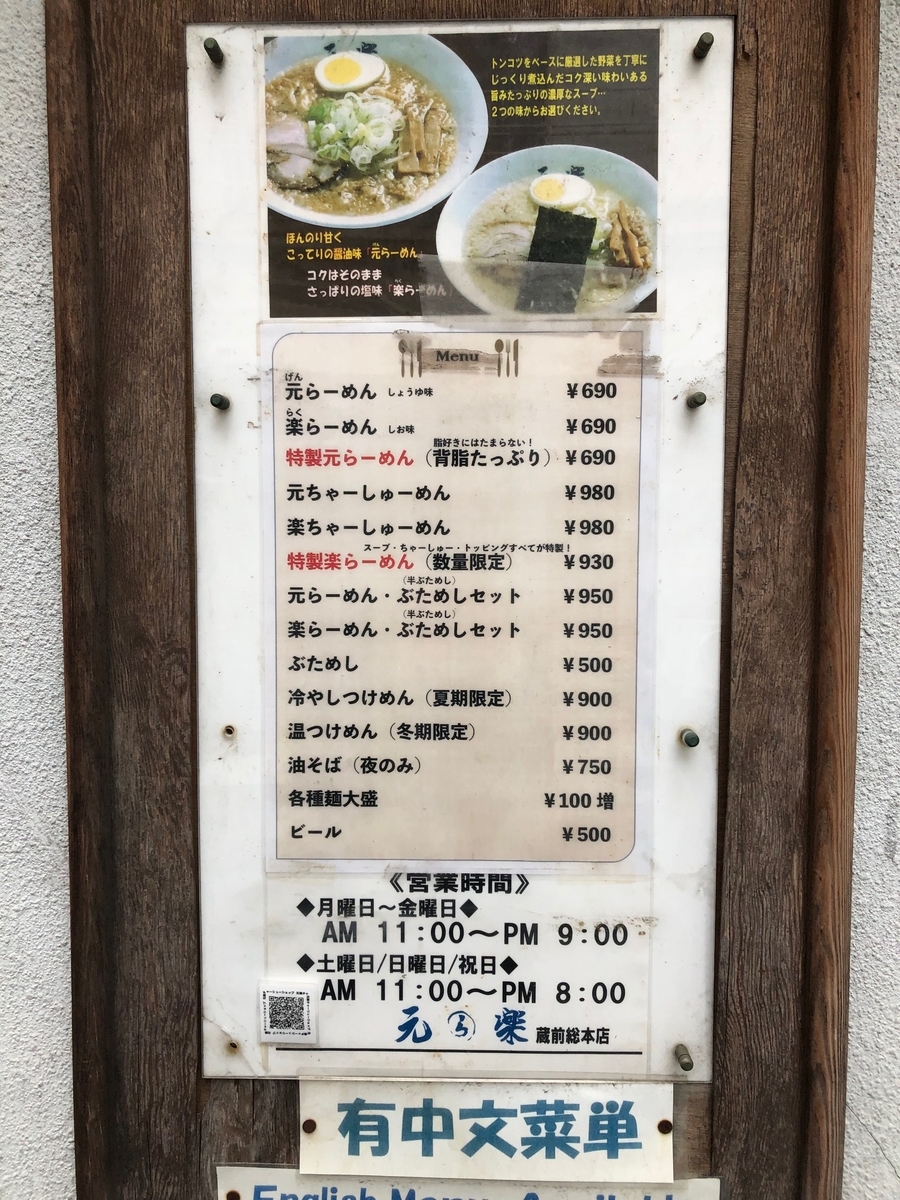 トンコツをベースに厳選した野菜を丁寧に
じっくり煮込んだコク深い味わいある
旨みたっぷりの濃厚なスープ…
2つの味からお選びください。
ほんのり甘く
げん
こってりの醤油味「元らーめん」
コクはそのまま
らく
さっぱりの塩味「楽らーめん」
Menu
げん
元らーめん しょうゆ味 ¥690
らく
楽らーめん しお味 ¥690
脂好きにはたまらない!
特製元らーめん（背脂たっぷり）¥690
元ちゃーしゅーめん ¥980
楽ちゃーしゅーめん ¥980
スープ・ちゃーしゅー・トッピングすべてが特製!
特製楽らーめん（数量限定） ¥930
（半ぶためし）
元らーめん・ぶためしセット ¥950
（半ぶためし）
楽らーめん・ぶためしセット ¥950
ぶためし ¥500
冷やしつけめん（夏期限定） ¥900
温つけめん（冬期限定） ¥900
油そば（夜のみ） ¥750
各種麺大盛 ¥100 増
ビール ¥500
《営業時間》
◆月曜日～金曜日◆
AM 11:00～PM 9:00
◆土曜日/日曜日/祝日◆
AM 11:00～PM 8:00
元 楽 蔵前総本店
有中文菜単
English Menu